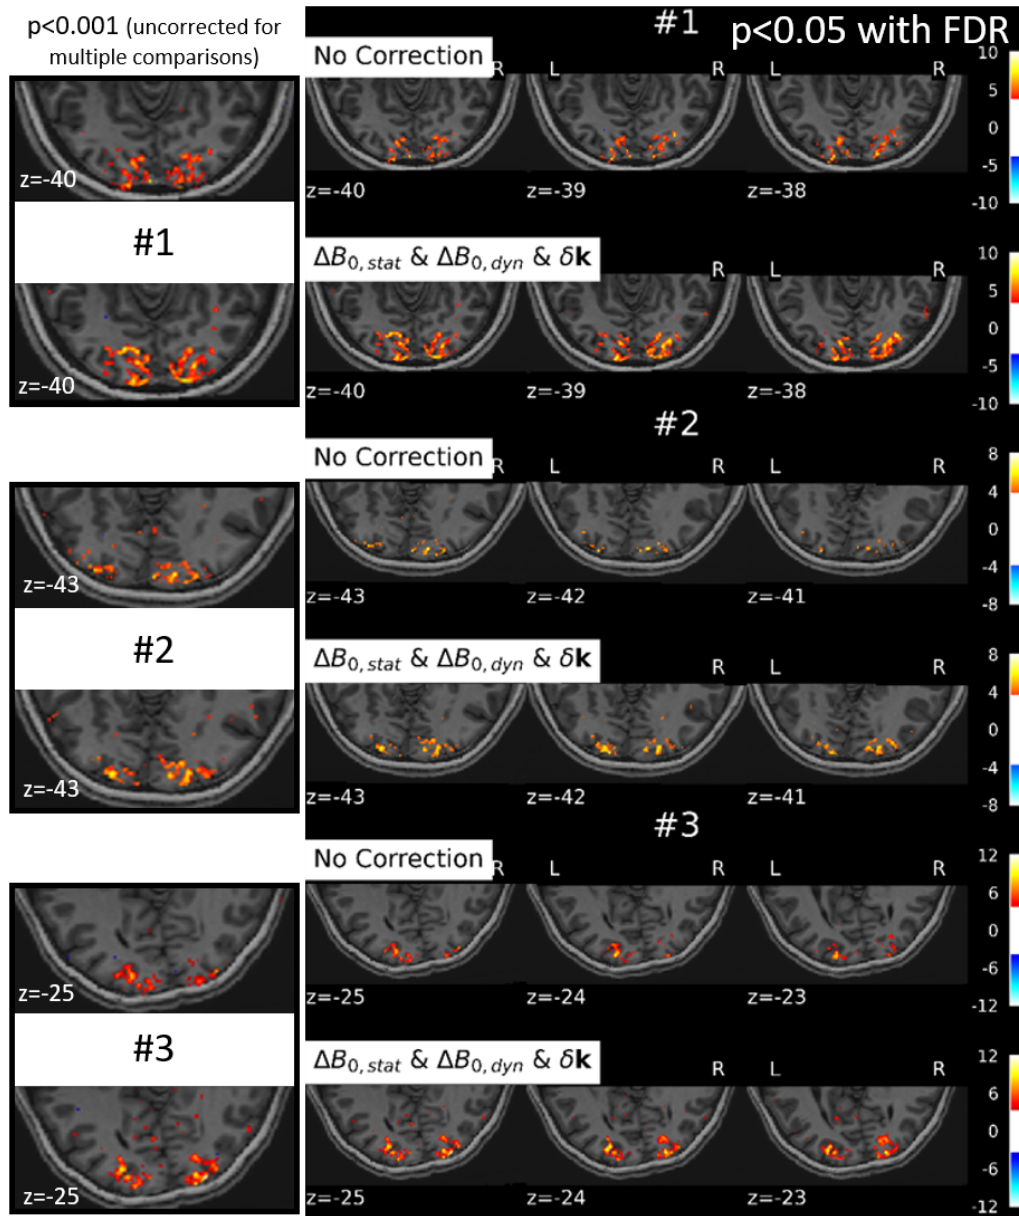 p<0.001 (uncorrected for
multiple comparisons)
z=-40
#1
z=-40
z=-43
#2
z=-43
z=-25
#3
z=-25
#1
p<0.05 with FDR
No Correction
R L R L R
10
5
0
-5
-10
z=-40 z=-39 z=-38
ΔB0,stat & ΔB0,dyn & δk
R L R
10
5
0
-5
-10
z=-40 z=-39 z=-38
#2
No Correction
R L R L R
8
4
0
-4
-8
z=-43 z=-42 z=-41
ΔB0,stat & ΔB0,dyn & δk
R L R
8
4
0
-4
-8
z=-43 z=-42 z=-41
#3
No Correction
R L R L R
12
6
0
-6
-12
z=-25 z=-24 z=-23
ΔB0,stat & ΔB0,dyn & δk
R L R
12
6
0
-6
-12
z=-25 z=-24 z=-23